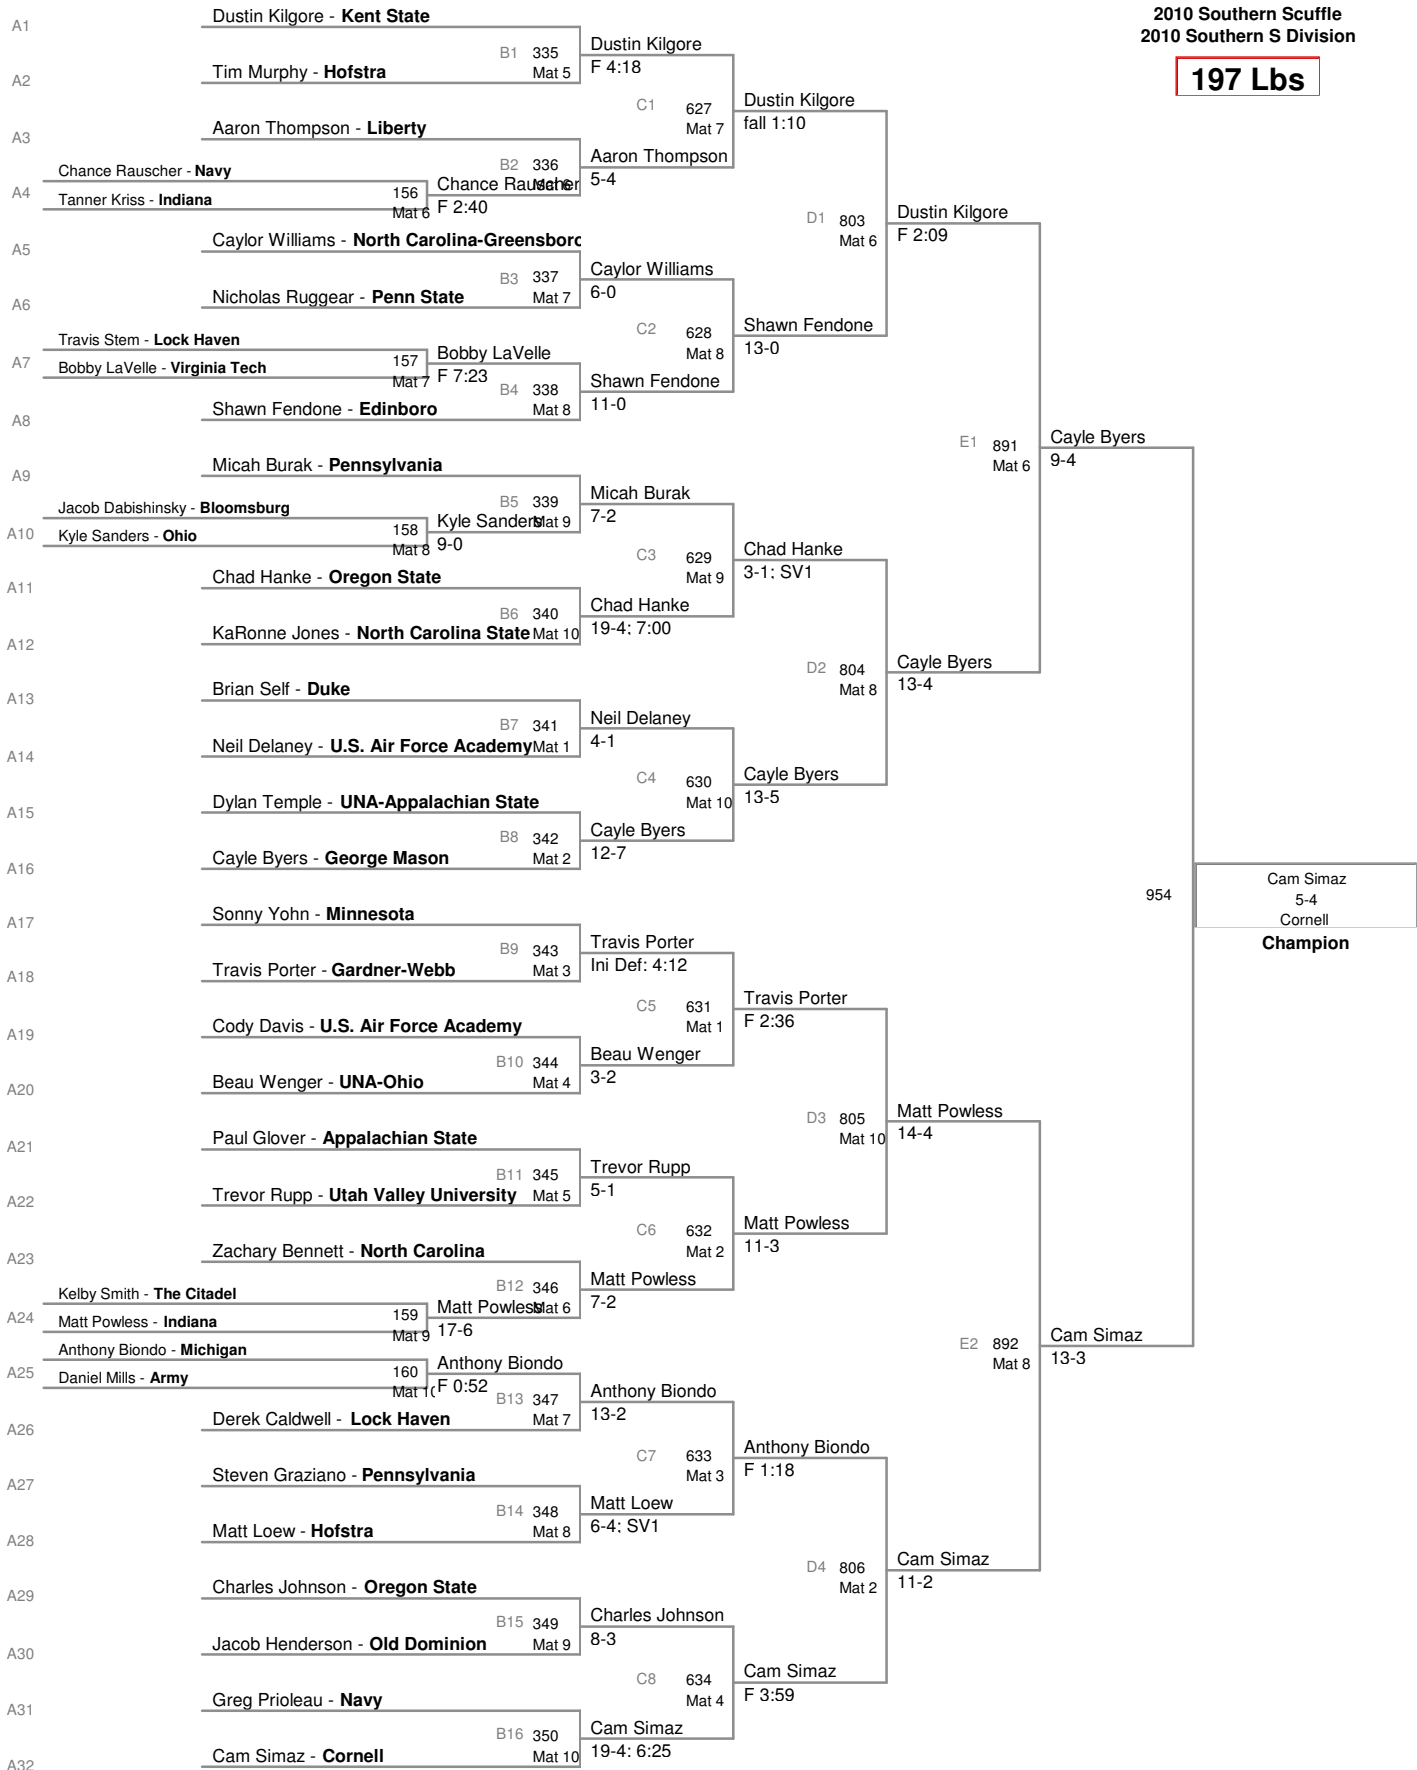 2010 Southern Scuffle
2010 Southern S Division
197 Lbs
A1
Dustin Kilgore - Kent State
B1 335
Mat 5
Dustin Kilgore
F 4:18
A2
Tim Murphy - Hofstra
C1 627
Mat 7
Dustin Kilgore
fall 1:10
A3
Aaron Thompson - Liberty
B2 336
Mat 6
Aaron Thompson
5-4
Chance Rauscher - Navy
A4
Tanner Kriss - Indiana
156
Mat 6
Chance Rauscher
F 2:40
D1 803
Mat 6
Dustin Kilgore
F 2:09
A5
Caylor Williams - North Carolina-Greensboro
B3 337
Mat 7
Caylor Williams
6-0
A6
Nicholas Ruggear - Penn State
C2 628
Mat 8
Shawn Fendone
13-0
Travis Stem - Lock Haven
A7
Bobby LaVelle - Virginia Tech
157
Mat 7
Bobby LaVelle
F 7:23
B4 338
Mat 8
Shawn Fendone
11-0
A8
Shawn Fendone - Edinboro
E1 891
Mat 6
Cayle Byers
9-4
A9
Micah Burak - Pennsylvania
B5 339
Mat 9
Micah Burak
7-2
Jacob Dabishinsky - Bloomsburg
A10
Kyle Sanders - Ohio
158
Mat 8
Kyle Sanders
9-0
C3 629
Mat 9
Chad Hanke
3-1; SV1
A11
Chad Hanke - Oregon State
B6 340
Mat 10
Chad Hanke
19-4; 7:00
A12
KaRonne Jones - North Carolina State
D2 804
Mat 8
Cayle Byers
13-4
A13
Brian Self - Duke
B7 341
Mat 1
Neil Delaney
4-1
A14
Neil Delaney - U.S. Air Force Academy
C4 630
Mat 10
Cayle Byers
13-5
A15
Dylan Temple - UNA-Appalachian State
B8 342
Mat 2
Cayle Byers
12-7
A16
Cayle Byers - George Mason
954
Cam Simaz
5-4
Cornell
Champion
A17
Sonny Yohn - Minnesota
B9 343
Mat 3
Travis Porter
Inj Def: 4:12
A18
Travis Porter - Gardner-Webb
C5 631
Mat 1
Travis Porter
F 2:36
A19
Cody Davis - U.S. Air Force Academy
B10 344
Mat 4
Beau Wenger
3-2
A20
Beau Wenger - UNA-Ohio
D3 805
Mat 10
Matt Powless
14-4
A21
Paul Glover - Appalachian State
B11 345
Mat 5
Trevor Rupp
5-1
A22
Trevor Rupp - Utah Valley University
C6 632
Mat 2
Matt Powless
11-3
A23
Zachary Bennett - North Carolina
B12 346
Mat 6
Matt Powless
7-2
Kelby Smith - The Citadel
A24
Matt Powless - Indiana
159
Mat 9
Matt Powless
17-6
E2 892
Mat 8
Cam Simaz
13-3
Anthony Biondo - Michigan
A25
Daniel Mills - Army
160
Mat 10
Anthony Biondo
F 0:52
B13 347
Mat 7
Anthony Biondo
13-2
A26
Derek Caldwell - Lock Haven
C7 633
Mat 3
Anthony Biondo
F 1:18
A27
Steven Graziano - Pennsylvania
B14 348
Mat 8
Matt Loew
6-4; SV1
A28
Matt Loew - Hofstra
D4 806
Mat 2
Cam Simaz
11-2
A29
Charles Johnson - Oregon State
B15 349
Mat 9
Charles Johnson
8-3
A30
Jacob Henderson - Old Dominion
C8 634
Mat 4
Cam Simaz
F 3:59
A31
Greg Prioleau - Navy
B16 350
Mat 10
Cam Simaz
19-4; 6:25
A32
Cam Simaz - Cornell